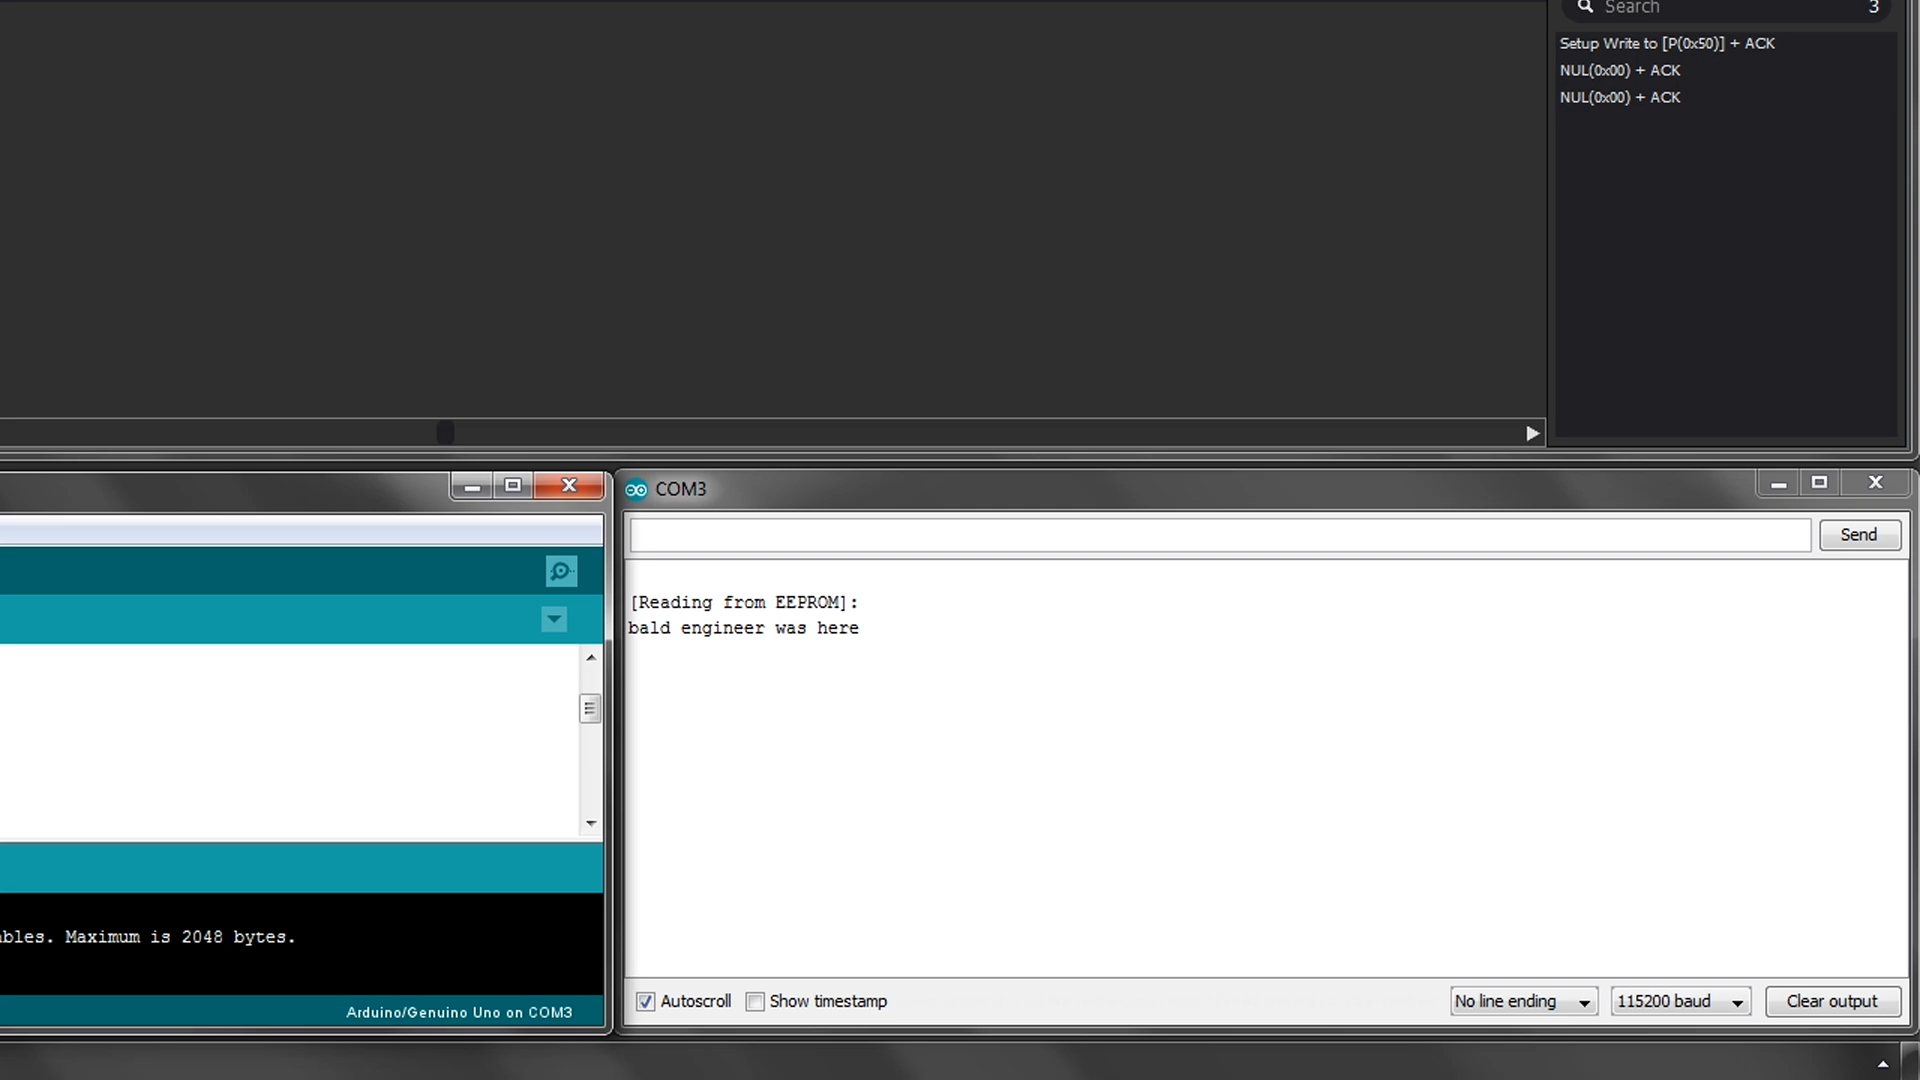 Search 3
Setup Write to [P(0x50)] + ACK
NUL(0x00) + ACK
NUL(0x00) + ACK
COM3
Send
[Reading from EEPROM]:
bald engineer was here
ables. Maximum is 2048 bytes.
Arduino/Genuino Uno on COM3
Autoscroll Show timestamp No line ending 115200 baud Clear output